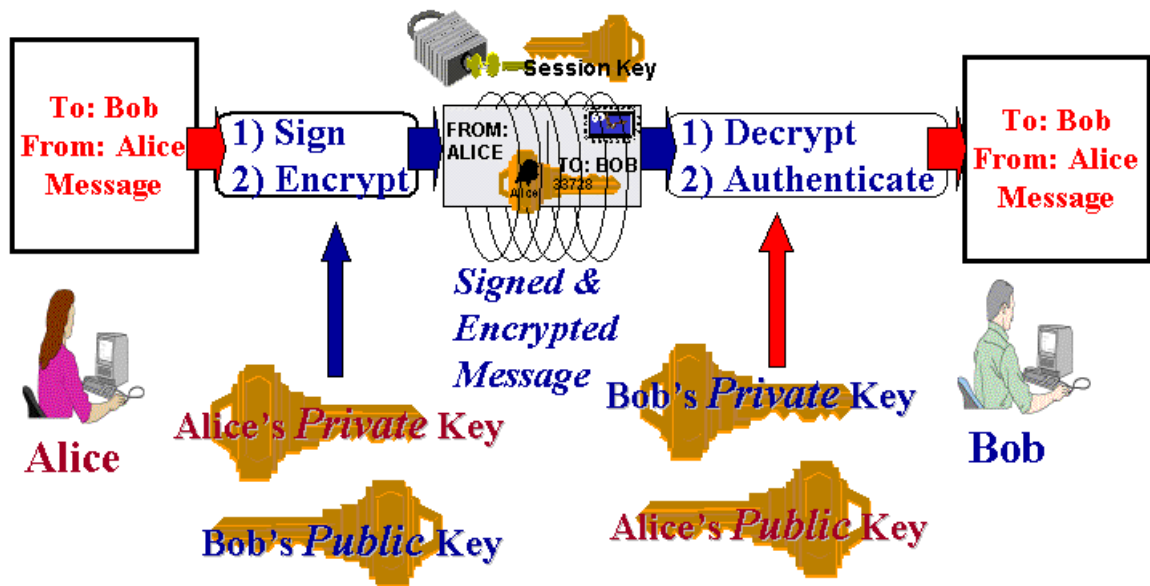 To: Bob
From: Alice
Message
1) Sign
2) Encrypt
Session Key
FROM:
ALICE
TO: BOB
Alice
33728
1) Decrypt
2) Authenticate
To: Bob
From: Alice
Message
Signed &
Encrypted
Message
Alice
Alice's Private Key
Bob's Public Key
Bob's Private Key
Alice's Public Key
Bob